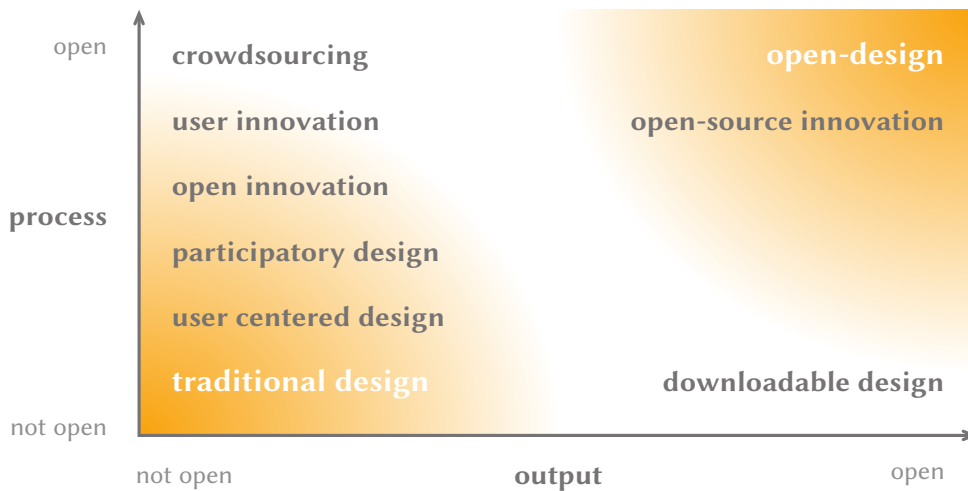 open
crowdsourcing
open-design
user innovation
open-source innovation
open innovation
process
participatory design
user centered design
traditional design
downloadable design
not open
not open
output
open